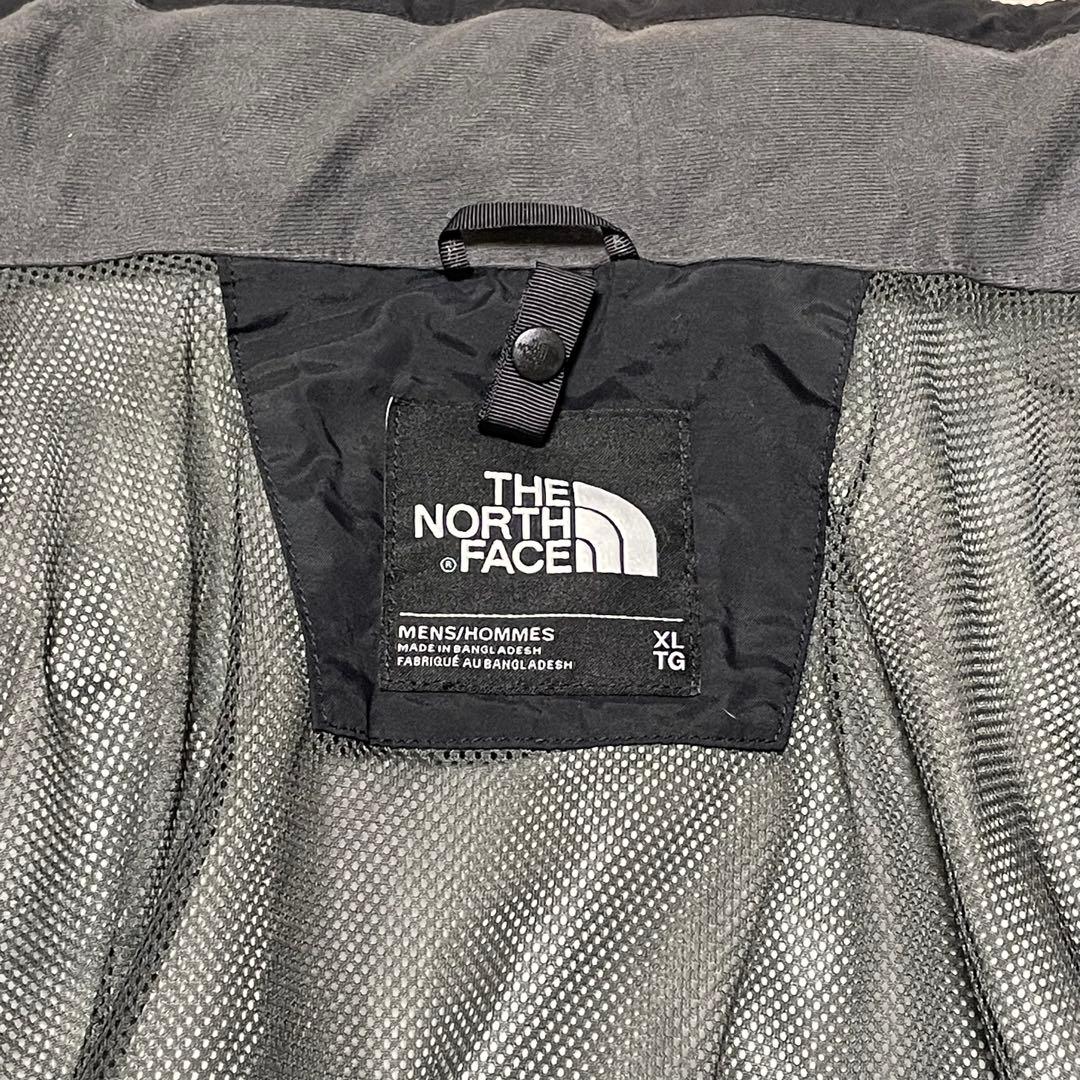 THE
NORTH
FACE
®
MENS/HOMMES
MADE IN BANGLADESH
FABRIQUÉ AU BANGLADESH
XL
TG